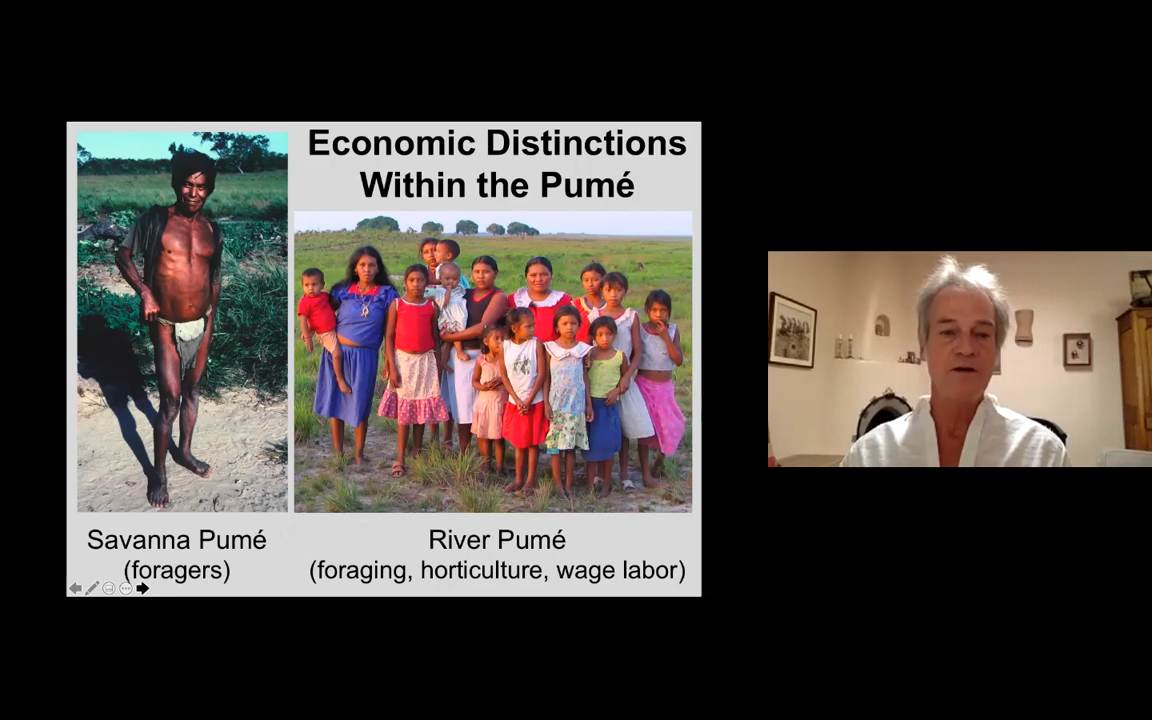 Economic Distinctions
Within the Pumé
Savanna Pumé
(foragers)
River Pumé
(foraging, horticulture, wage labor)